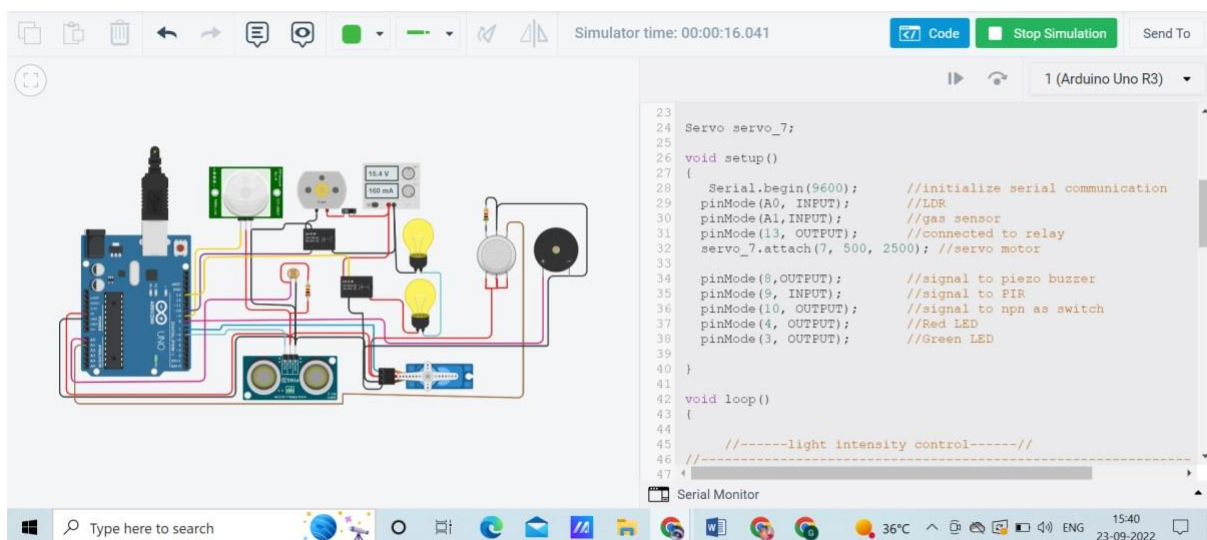 Simulator time: 00:00:16.041
Code
Stop Simulation
Send To
1 (Arduino Uno R3)
15.4 V
160 mA
UNO
23
24 Servo servo_7;
25
26 void setup()
27 {
28 Serial.begin(9600); //initialize serial communication
29 pinMode(A0, INPUT); //LDR
30 pinMode(A1,INPUT); //gas sensor
31 pinMode(13, OUTPUT); //connected to relay
32 servo_7.attach(7, 500, 2500); //servo motor
33
34 pinMode(8,OUTPUT); //signal to piezo buzzer
35 pinMode(9, INPUT); //signal to PIR
36 pinMode(10, OUTPUT); //signal to npn as switch
37 pinMode(4, OUTPUT); //Red LED
38 pinMode(3, OUTPUT); //Green LED
39
40 }
41
42 void loop()
43 {
44
45 //------light intensity control------//
46 //--------------------------------------------------------------
47
Serial Monitor
Type here to search
36°C
ENG
15:40
23-09-2022